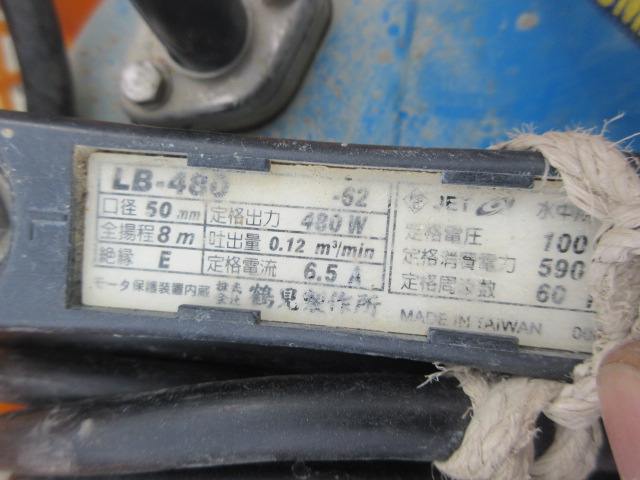 LB-480 -62
口径 50 mm 定格出力 480 W
全揚程 8 m 吐出量 0.12 m³/min
絶縁 E 定格電流 6.5 A
モータ保護装置内蔵 株式会社 鶴見製作所
JET 水中
定格電圧 100
定格消費電力 590
定格周波数 60
MADE IN TAIWAN